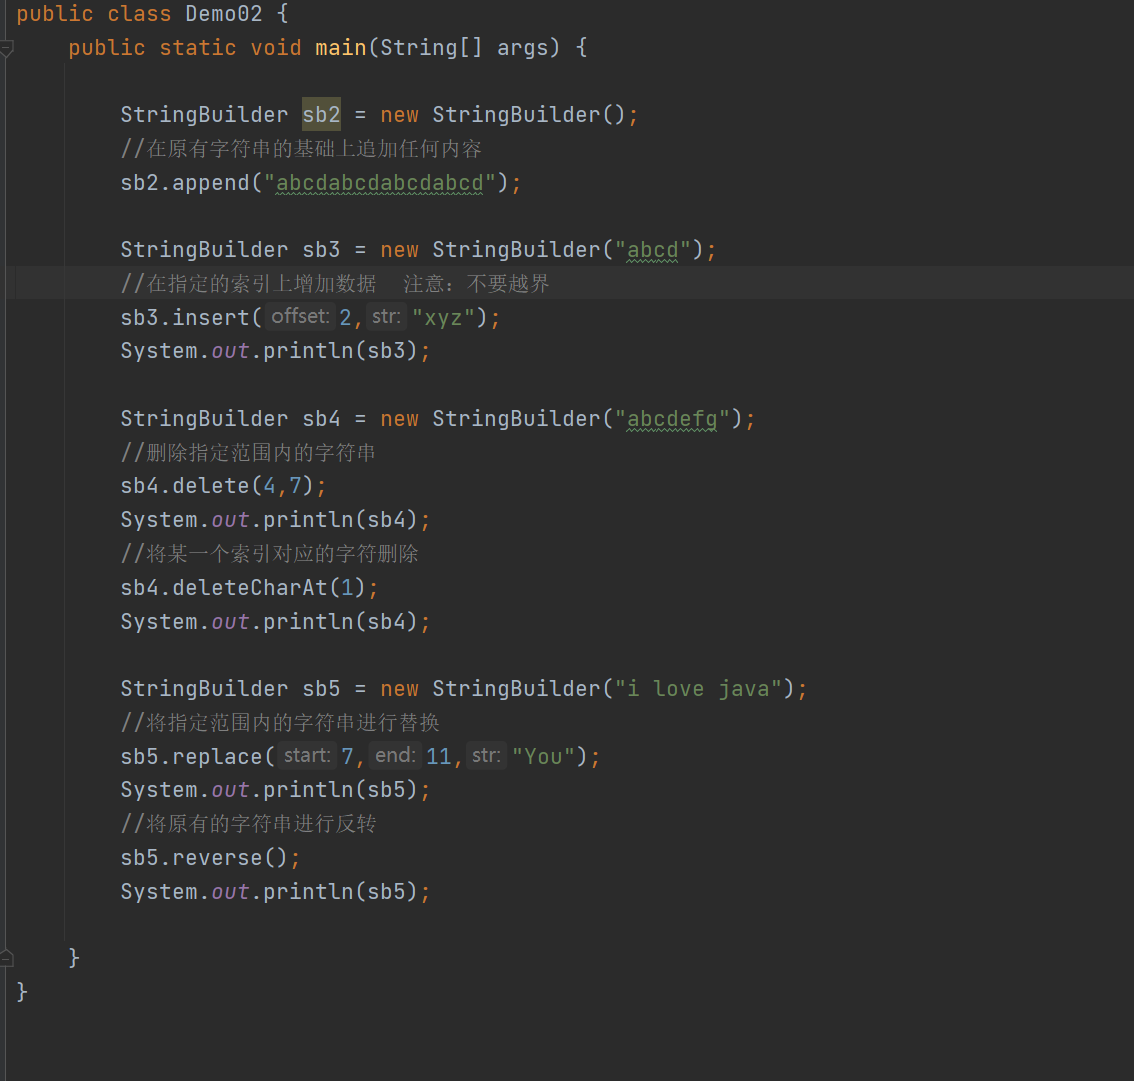 public class Demo02 {
public static void main(String[] args) {
StringBuilder sb2 = new StringBuilder();
//在原有字符串的基础上追加任何内容
sb2.append("abcdabcdabcdabcd");
StringBuilder sb3 = new StringBuilder("abcd");
//在指定的索引上增加数据  注意：不要越界
sb3.insert( offset: 2, str: "xyz");
System.out.println(sb3);
StringBuilder sb4 = new StringBuilder("abcdefg");
//删除指定范围内的字符串
sb4.delete(4,7);
System.out.println(sb4);
//将某一个索引对应的字符删除
sb4.deleteCharAt(1);
System.out.println(sb4);
StringBuilder sb5 = new StringBuilder("i love java");
//将指定范围内的字符串进行替换
sb5.replace( start: 7, end: 11, str: "You");
System.out.println(sb5);
//将原有的字符串进行反转
sb5.reverse();
System.out.println(sb5);
}
}